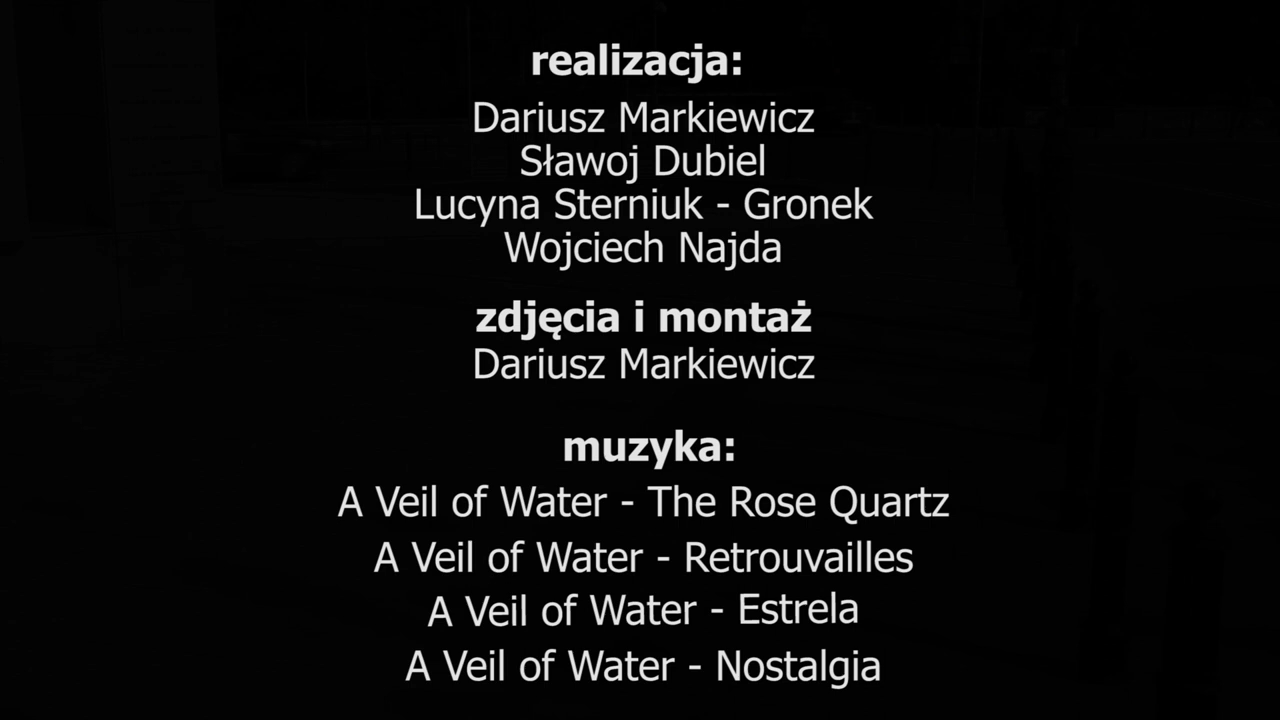 realizacja:
Dariusz Markiewicz
Sławoj Dubiel
Lucyna Sterniuk - Gronek
Wojciech Najda
zdjęcia i montaż
Dariusz Markiewicz
muzyka:
A Veil of Water - The Rose Quartz
A Veil of Water - Retrouvailles
A Veil of Water - Estrela
A Veil of Water - Nostalgia